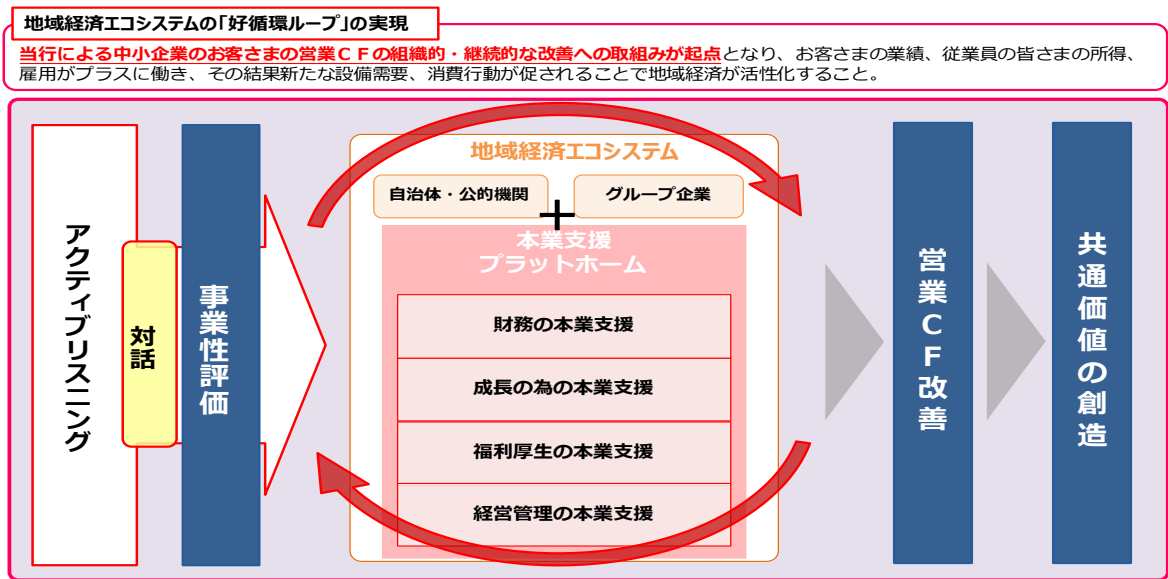 地域経済エコシステムの「好循環ループ」の実現
当行による中小企業のお客さまの営業ＣＦの組織的・継続的な改善への取組みが起点となり、お客さまの業績、従業員の皆さまの所得、
雇用がプラスに働き、その結果新たな設備需要、消費行動が促されることで地域経済が活性化すること。
アクティブリスニング
対話
事業性評価
地域経済エコシステム
自治体・公的機関
＋
グループ企業
本業支援
プラットホーム
財務の本業支援
成長の為の本業支援
福利厚生の本業支援
経営管理の本業支援
営業ＣＦ改善
共通価値の創造